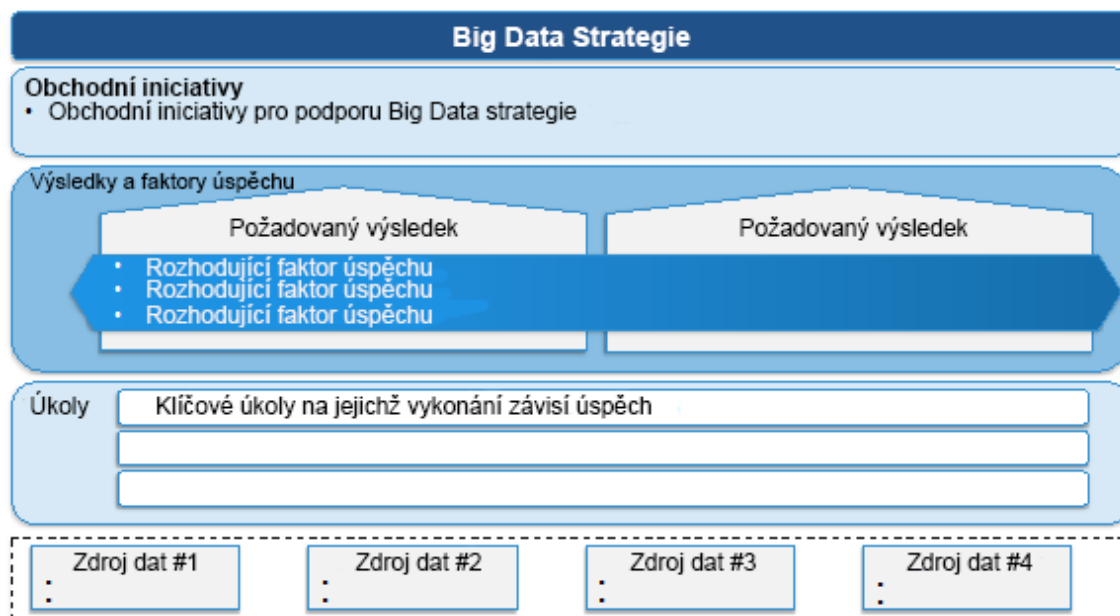 Big Data Strategie
Obchodní iniciativy
• Obchodní iniciativy pro podporu Big Data strategie
Výsledky a faktory úspěchu
Požadovaný výsledek
Požadovaný výsledek
• Rozhodující faktor úspěchu
• Rozhodující faktor úspěchu
• Rozhodující faktor úspěchu
Úkoly
Klíčové úkoly na jejichž vykonání závisí úspěch
Zdroj dat #1
:
Zdroj dat #2
:
Zdroj dat #3
:
Zdroj dat #4
: